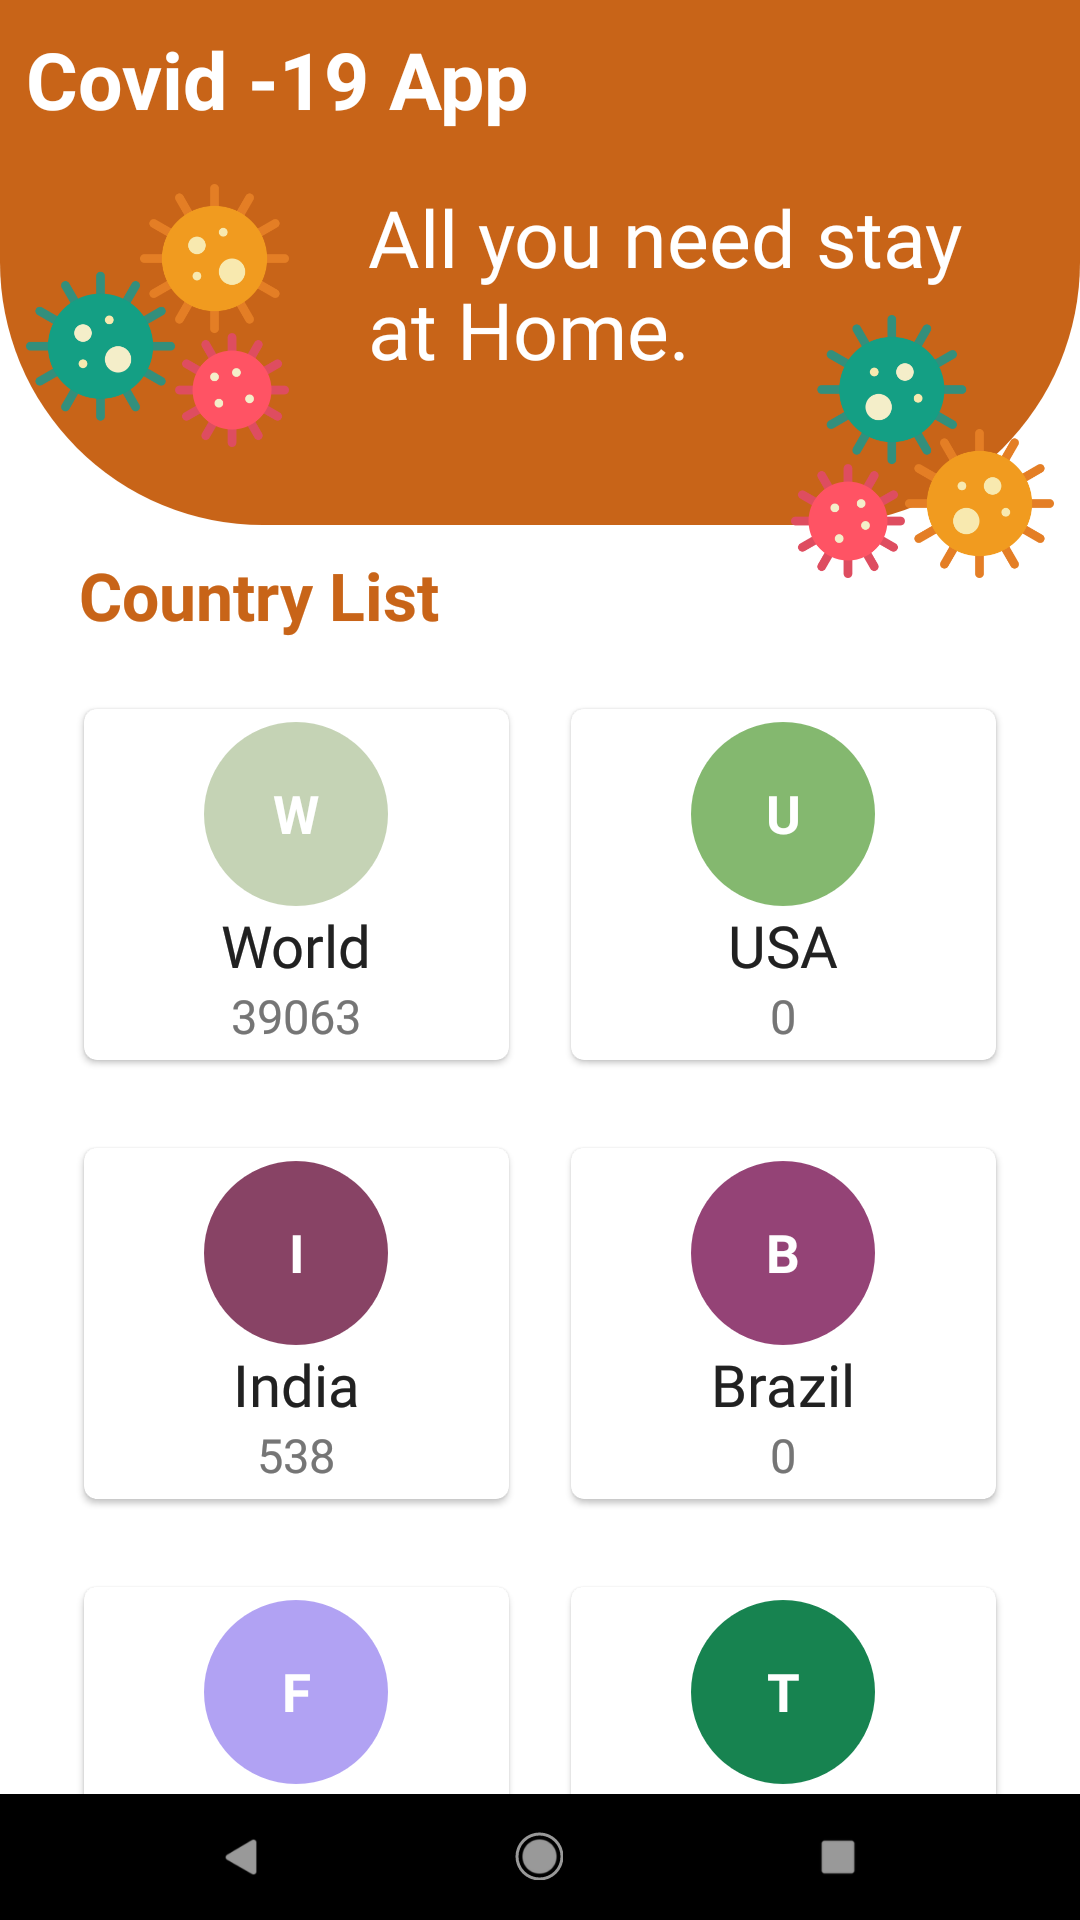 Covid -19 App
All you need stay
at Home.
Country List
W
World
39063
U
USA
0
I
India
538
B
Brazil
0
F
T